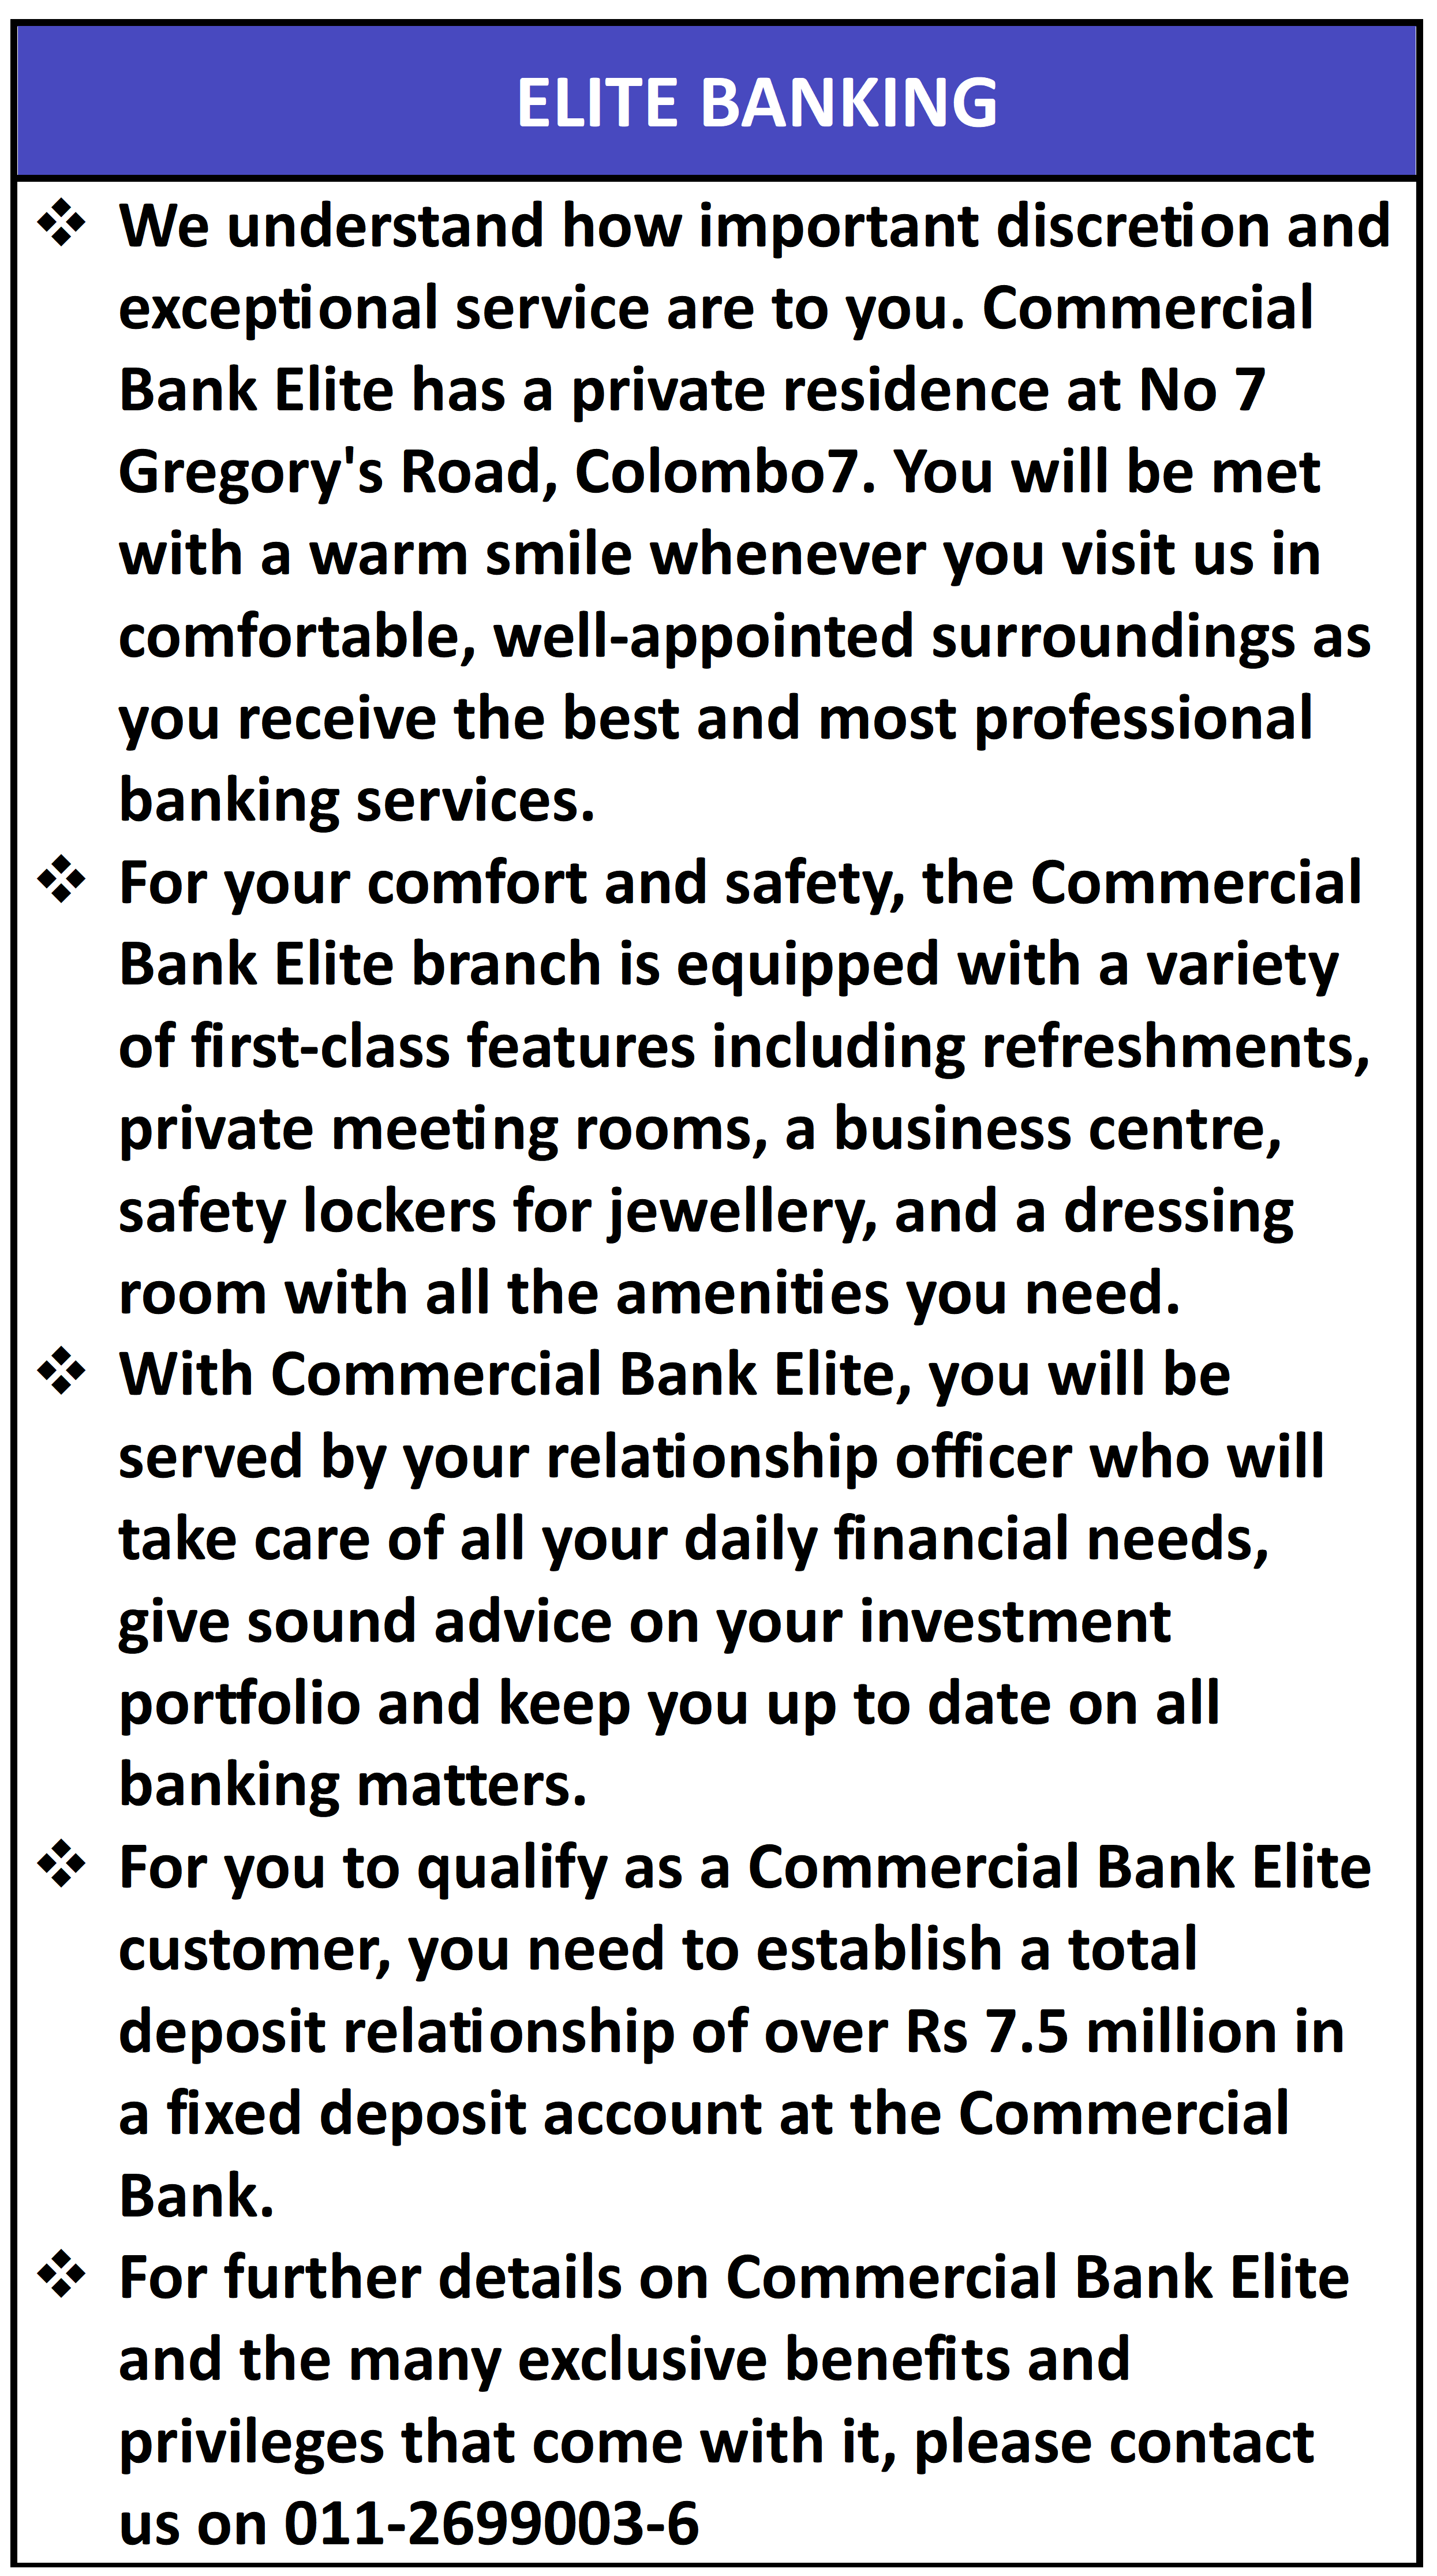 ELITE BANKING
❖ We understand how important discretion and
exceptional service are to you. Commercial
Bank Elite has a private residence at No 7
Gregory's Road, Colombo7. You will be met
with a warm smile whenever you visit us in
comfortable, well-appointed surroundings as
you receive the best and most professional
banking services.
❖ For your comfort and safety, the Commercial
Bank Elite branch is equipped with a variety
of first-class features including refreshments,
private meeting rooms, a business centre,
safety lockers for jewellery, and a dressing
room with all the amenities you need.
❖ With Commercial Bank Elite, you will be
served by your relationship officer who will
take care of all your daily financial needs,
give sound advice on your investment
portfolio and keep you up to date on all
banking matters.
❖ For you to qualify as a Commercial Bank Elite
customer, you need to establish a total
deposit relationship of over Rs 7.5 million in
a fixed deposit account at the Commercial
Bank.
❖ For further details on Commercial Bank Elite
and the many exclusive benefits and
privileges that come with it, please contact
us on 011-2699003-6